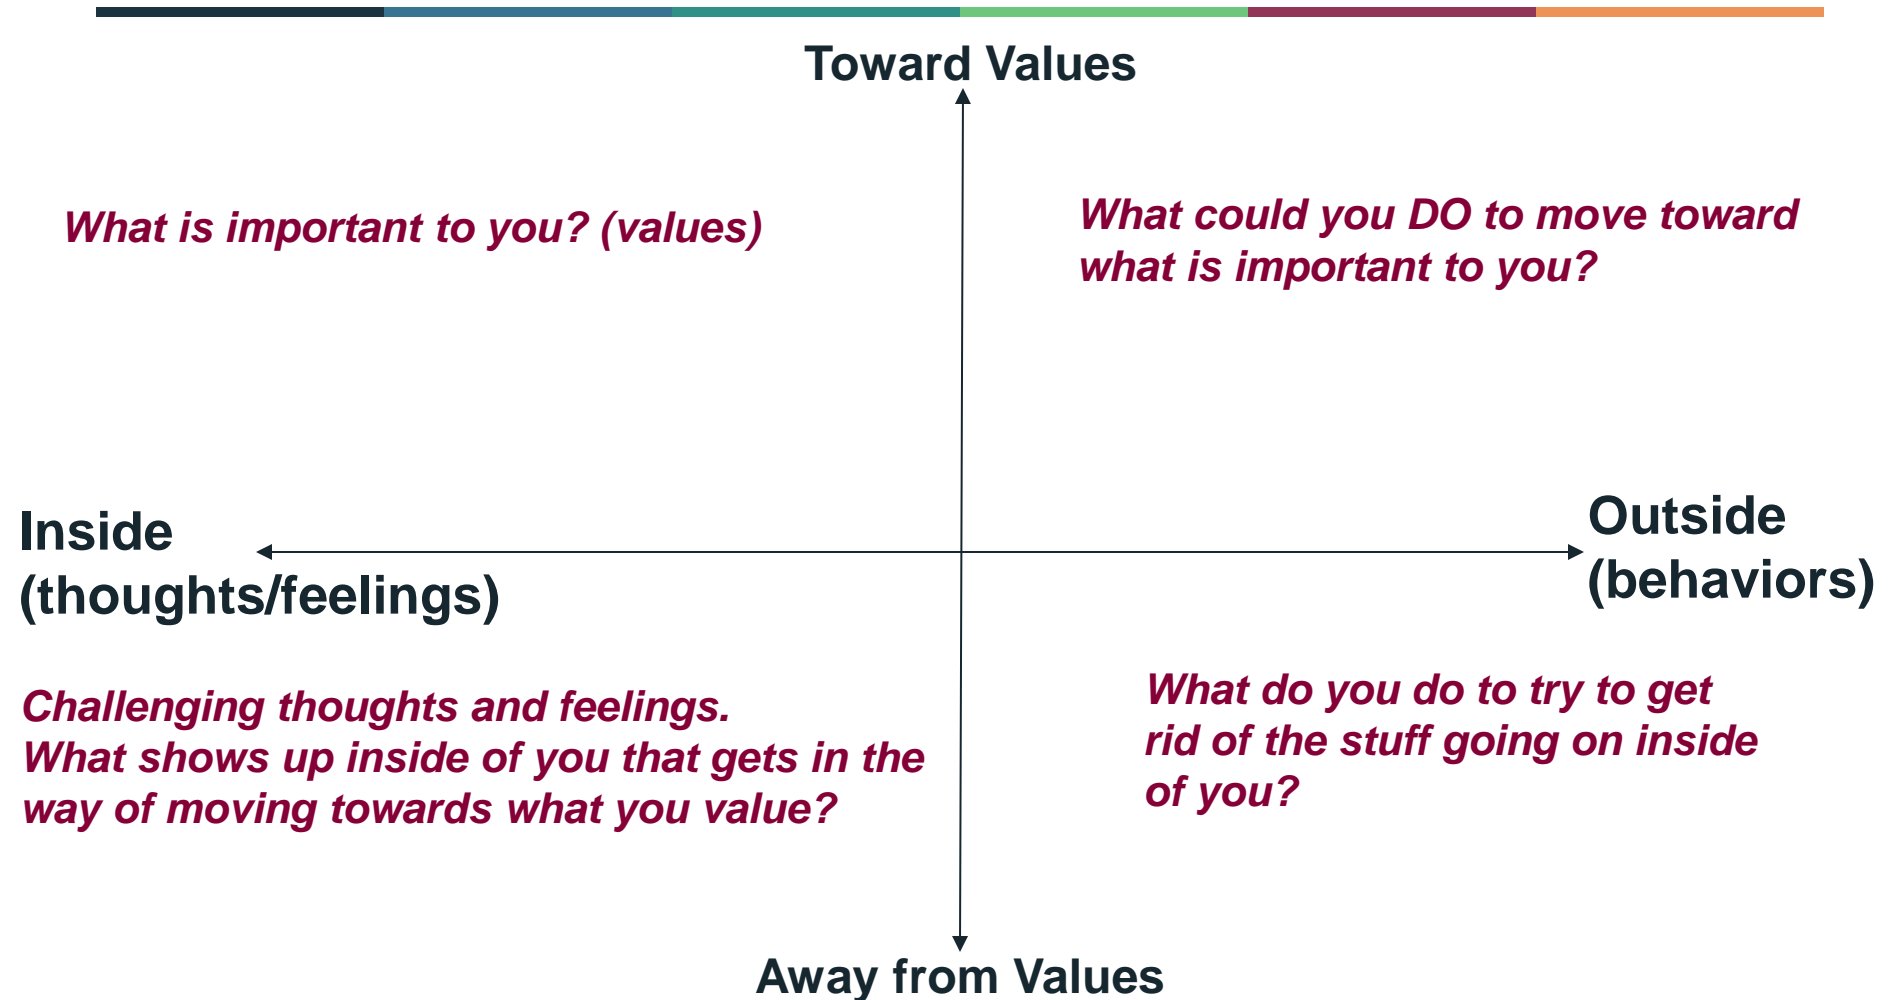 Toward Values
What is important to you? (values)
What could you DO to move toward
what is important to you?
Inside
(thoughts/feelings)
Outside
(behaviors)
Challenging thoughts and feelings.
What shows up inside of you that gets in the
way of moving towards what you value?
What do you do to try to get
rid of the stuff going on inside
of you?
Away from Values